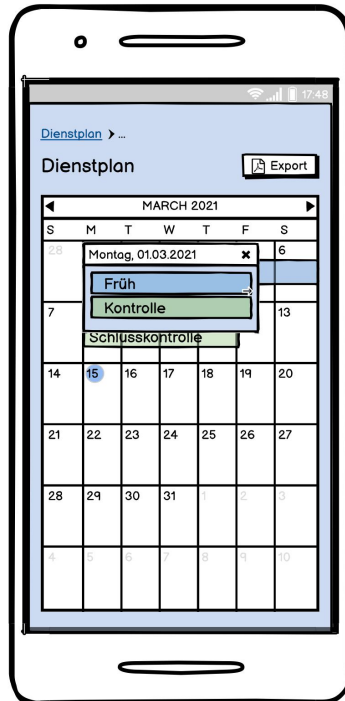 17:48
Dienstplan > ...
Dienstplan
Export
MARCH 2021
S M T W T F S
28 6
Montag, 01.03.2021
Früh
Kontrolle
7 13
Schlusskontrolle
14 15 16 17 18 19 20
21 22 23 24 25 26 27
28 29 30 31 1 2 3
4 5 6 7 8 9 10